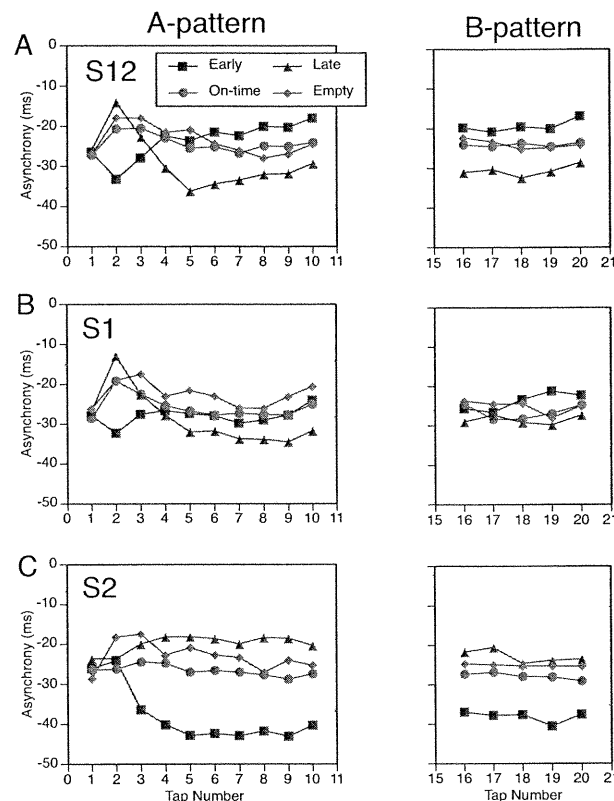 A-pattern B-pattern
A
S12
Early Late
On-time Empty
Asynchrony (ms)
0
-10
-20
-30
-40
-50
0 1 2 3 4 5 6 7 8 9 10 11
15 16 17 18 19 20 21
B
S1
Asynchrony (ms)
0
-10
-20
-30
-40
-50
0 1 2 3 4 5 6 7 8 9 10 11
15 16 17 18 19 20 21
C
S2
Asynchrony (ms)
0
-10
-20
-30
-40
-50
0 1 2 3 4 5 6 7 8 9 10 11
Tap Number
15 16 17 18 19 20 21
Tap Number